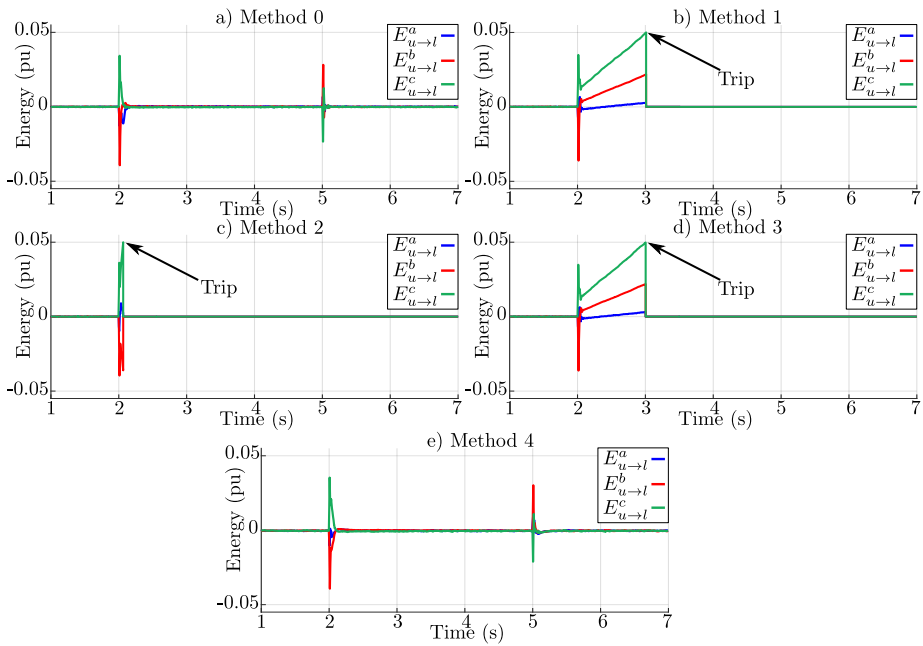 a) Method 0
0.05
0
-0.05
Energy (pu)
1 2 3 4 5 6 7
Time (s)
E^a_{u→l}
E^b_{u→l}
E^c_{u→l}
b) Method 1
0.05
0
-0.05
Energy (pu)
1 2 3 4 5 6 7
Time (s)
Trip
E^a_{u→l}
E^b_{u→l}
E^c_{u→l}
c) Method 2
0.05
0
-0.05
Energy (pu)
1 2 3 4 5 6 7
Time (s)
Trip
E^a_{u→l}
E^b_{u→l}
E^c_{u→l}
d) Method 3
0.05
0
-0.05
Energy (pu)
1 2 3 4 5 6 7
Time (s)
Trip
E^a_{u→l}
E^b_{u→l}
E^c_{u→l}
e) Method 4
0.05
0
-0.05
Energy (pu)
1 2 3 4 5 6 7
Time (s)
E^a_{u→l}
E^b_{u→l}
E^c_{u→l}